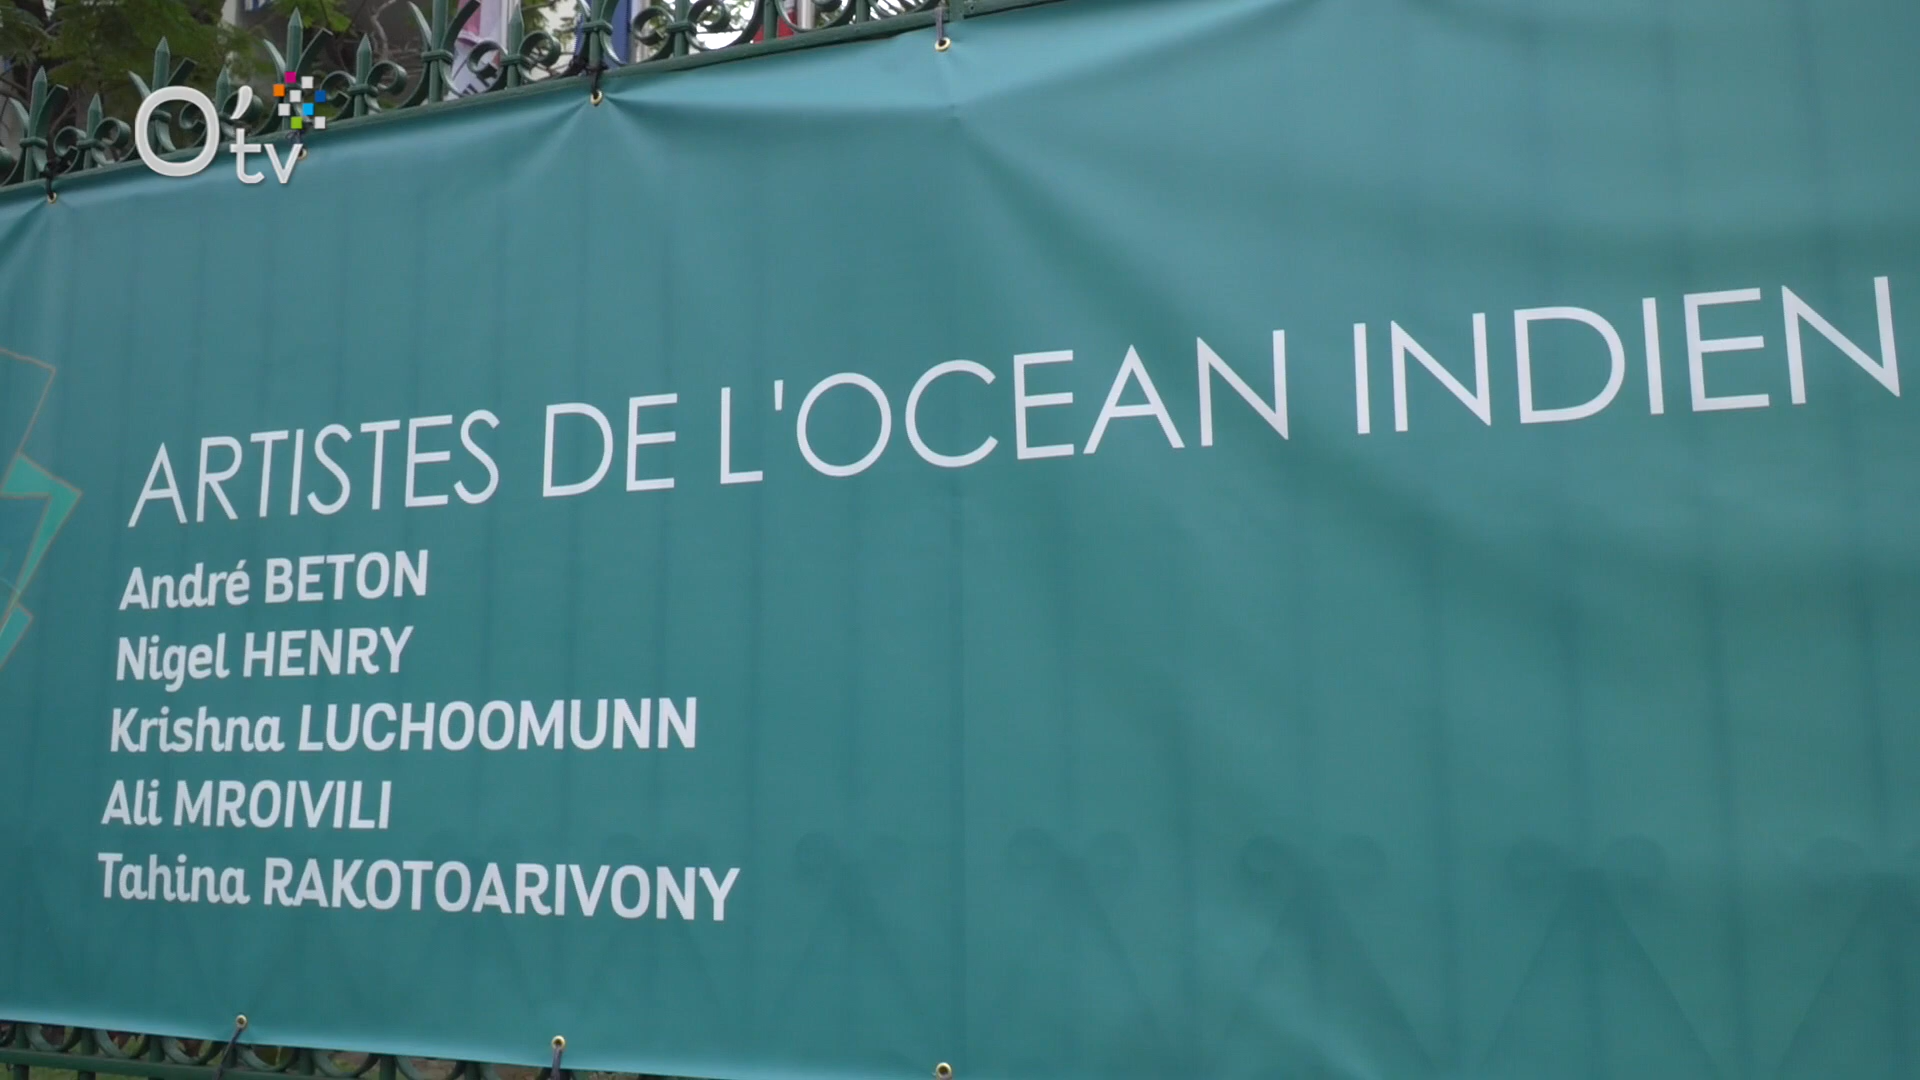 O'tv
ARTISTES DE L'OCEAN INDIEN
André BETON
Nigel HENRY
Krishna LUCHOOMUNN
Ali MROIVILI
Tahina RAKOTOARIVONY